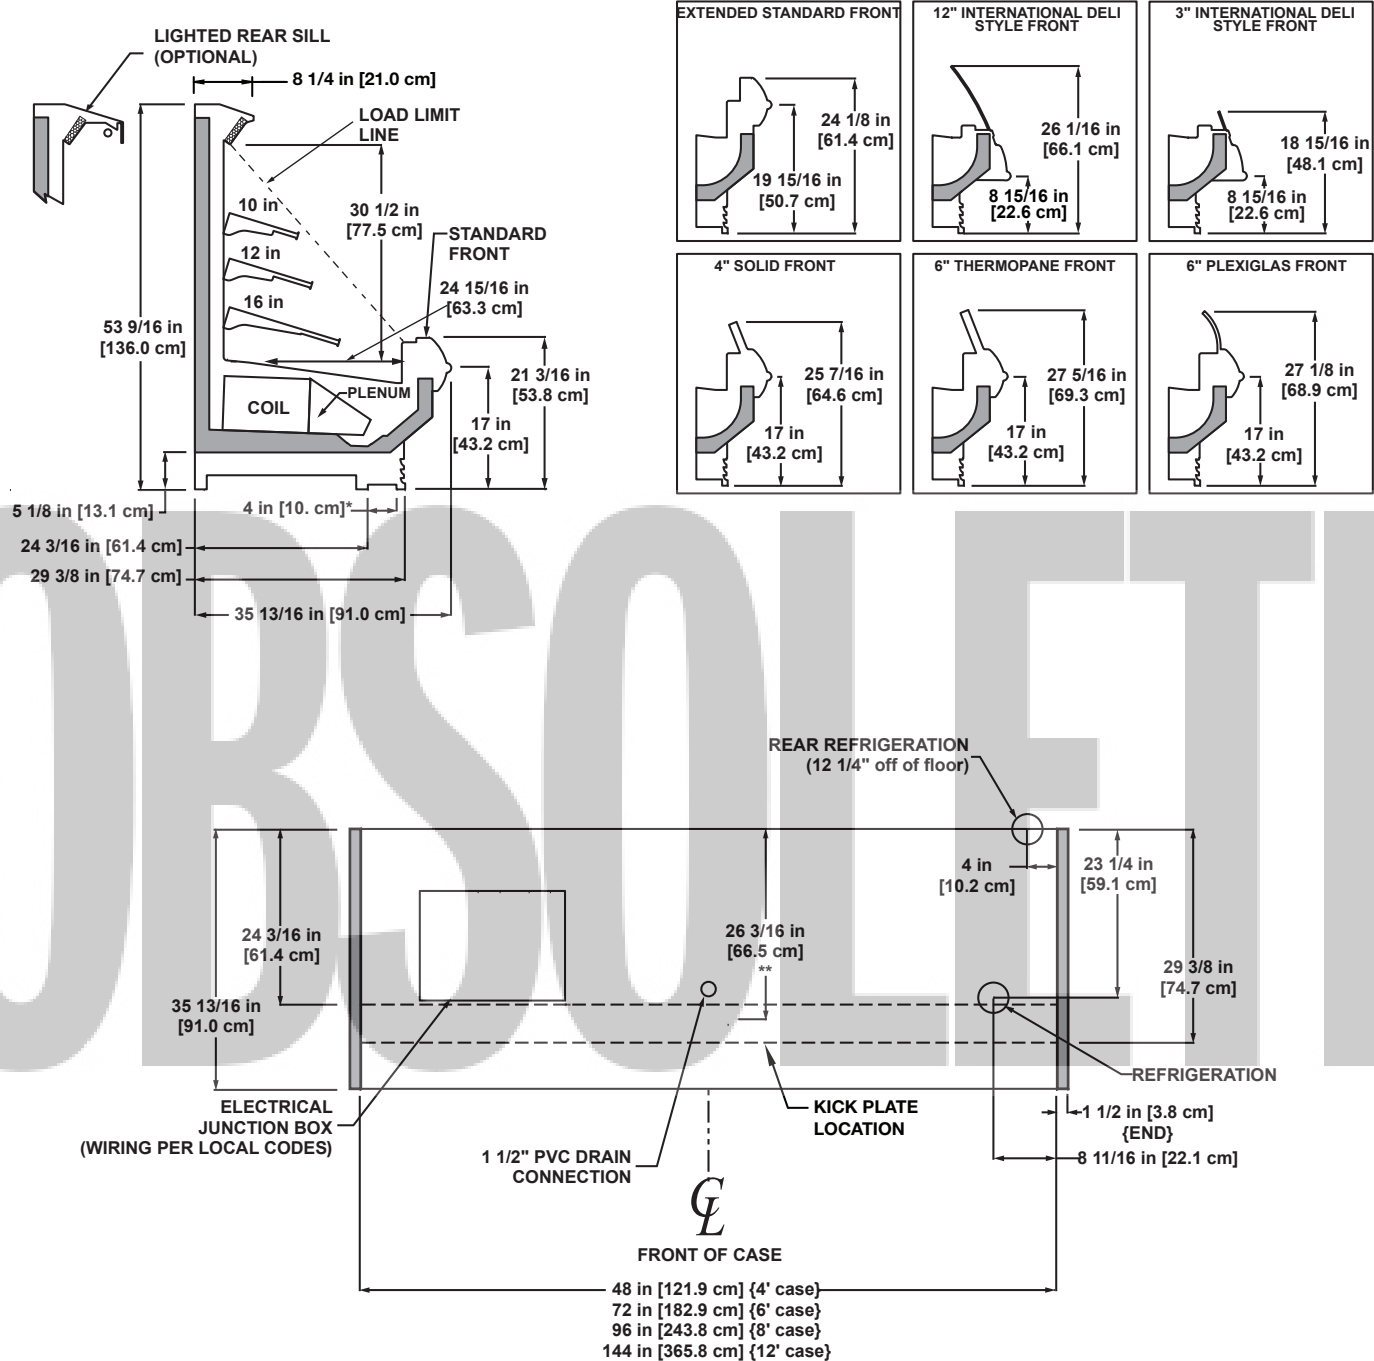 LIGHTED REAR SILL
(OPTIONAL)
8 1/4 in [21.0 cm]
LOAD LIMIT
LINE
10 in
12 in
16 in
30 1/2 in
[77.5 cm]
STANDARD
FRONT
24 15/16 in
[63.3 cm]
53 9/16 in
[136.0 cm]
COIL
PLENUM
21 3/16 in
[53.8 cm]
17 in
[43.2 cm]
5 1/8 in [13.1 cm]
4 in [10. cm]*
24 3/16 in [61.4 cm]
29 3/8 in [74.7 cm]
35 13/16 in [91.0 cm]
EXTENDED STANDARD FRONT
24 1/8 in
[61.4 cm]
19 15/16 in
[50.7 cm]
12" INTERNATIONAL DELI
STYLE FRONT
26 1/16 in
[66.1 cm]
8 15/16 in
[22.6 cm]
3" INTERNATIONAL DELI
STYLE FRONT
18 15/16 in
[48.1 cm]
8 15/16 in
[22.6 cm]
4" SOLID FRONT
25 7/16 in
[64.6 cm]
17 in
[43.2 cm]
6" THERMOPANE FRONT
27 5/16 in
[69.3 cm]
17 in
[43.2 cm]
6" PLEXIGLAS FRONT
27 1/8 in
[68.9 cm]
17 in
[43.2 cm]
OBSOLETE
REAR REFRIGERATION
(12 1/4" off of floor)
4 in
[10.2 cm]
23 1/4 in
[59.1 cm]
24 3/16 in
[61.4 cm]
26 3/16 in
[66.5 cm]
**
29 3/8 in
[74.7 cm]
35 13/16 in
[91.0 cm]
REFRIGERATION
ELECTRICAL
JUNCTION BOX
(WIRING PER LOCAL CODES)
1 1/2" PVC DRAIN
CONNECTION
KICK PLATE
LOCATION
1 1/2 in [3.8 cm]
{END}
8 11/16 in [22.1 cm]
CL
FRONT OF CASE
48 in [121.9 cm] {4' case}
72 in [182.9 cm] {6' case}
96 in [243.8 cm] {8' case}
144 in [365.8 cm] {12' case}